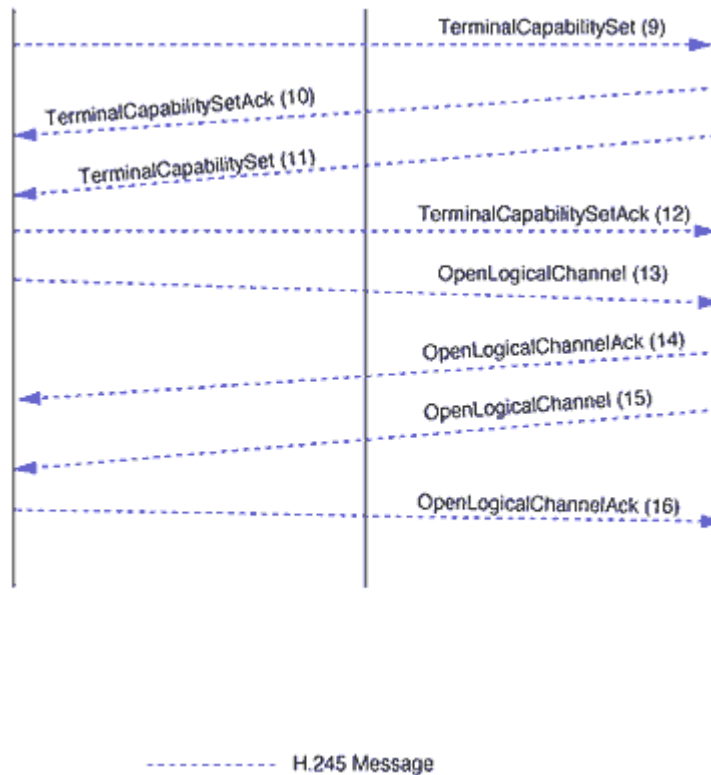 TerminalCapabilitySet (9)
TerminalCapabilitySetAck (10)
TerminalCapabilitySet (11)
TerminalCapabilitySetAck (12)
OpenLogicalChannel (13)
OpenLogicalChannelAck (14)
OpenLogicalChannel (15)
OpenLogicalChannelAck (16)
H.245 Message